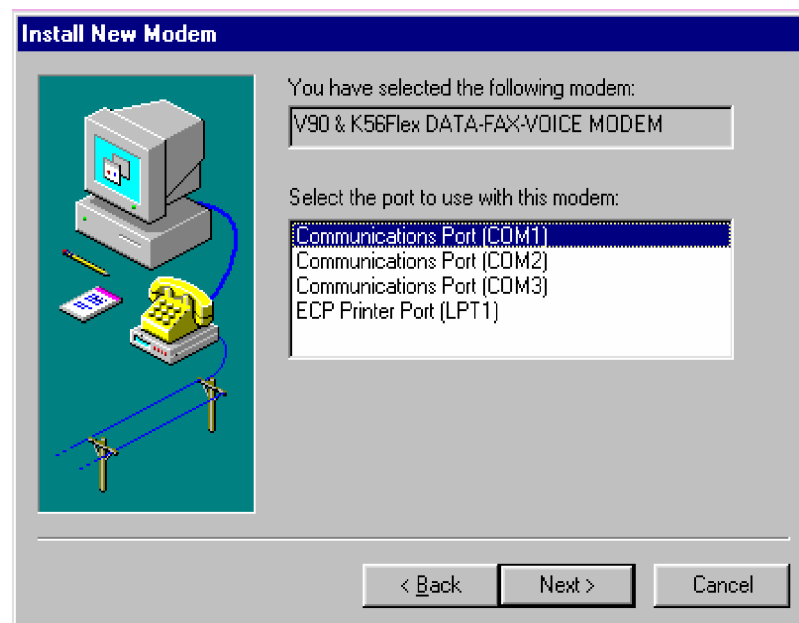 Install New Modem
You have selected the following modem:
V90 & K56Flex DATA-FAX-VOICE MODEM
Select the port to use with this modem:
Communications Port (COM1)
Communications Port (COM2)
Communications Port (COM3)
ECP Printer Port (LPT1)
< Back Next > Cancel